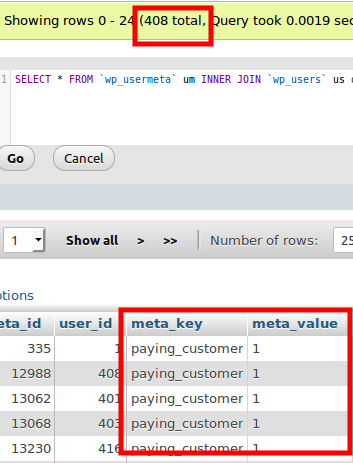 Showing rows 0 - 24 (408 total, Query took 0.0019 sec
1 SELECT * FROM `wp_usermeta` um INNER JOIN `wp_users` us
Go Cancel
1 Show all > >> Number of rows: 25
ptions
eta_id user_id meta_key meta_value
335 1 paying_customer 1
12988 408 paying_customer 1
13062 401 paying_customer 1
13068 403 paying_customer 1
13230 416 paying_customer 1